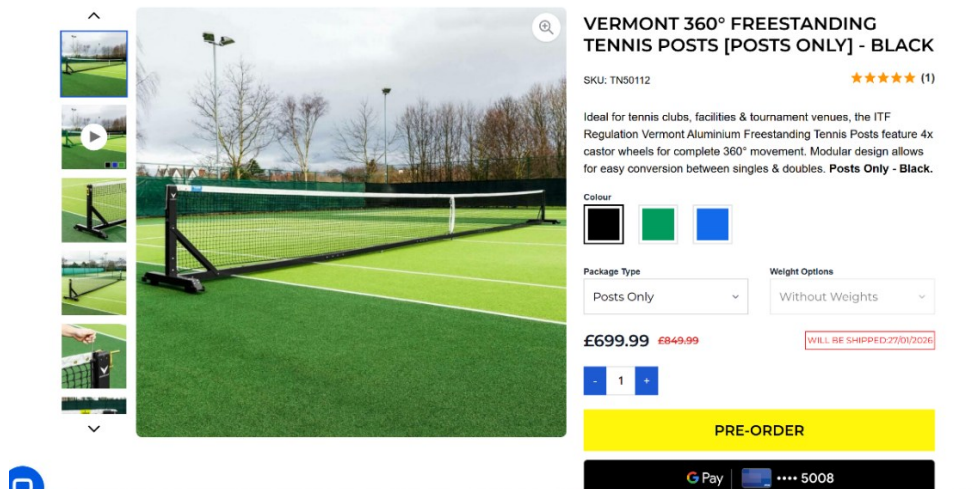 VERMONT 360° FREESTANDING
TENNIS POSTS [POSTS ONLY] - BLACK
SKU: TN50112
(1)
Ideal for tennis clubs, facilities & tournament venues, the ITF
Regulation Vermont Aluminium Freestanding Tennis Posts feature 4x
castor wheels for complete 360° movement. Modular design allows
for easy conversion between singles & doubles. Posts Only - Black.
Colour
Package Type
Weight Options
Posts Only
Without Weights
£699.99 £849.99
WILL BE SHIPPED:27/01/2026
- 1 +
PRE-ORDER
G Pay •••• 5008